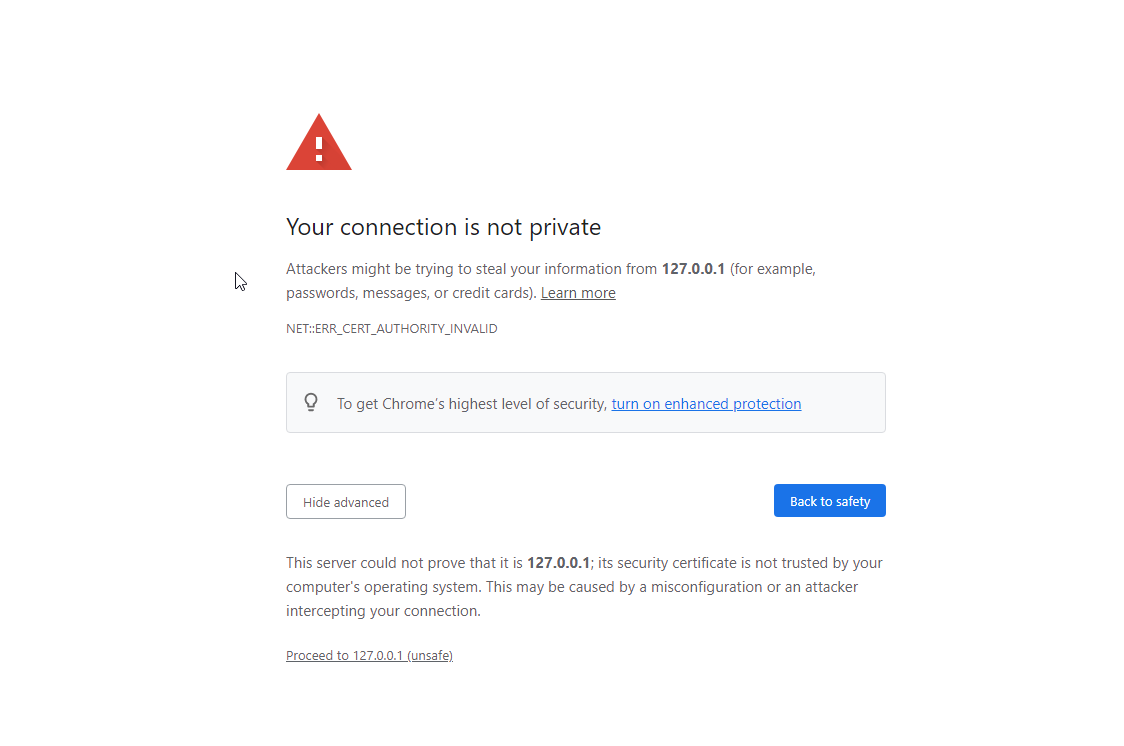 Your connection is not private
Attackers might be trying to steal your information from 127.0.0.1 (for example,
passwords, messages, or credit cards). Learn more
NET::ERR_CERT_AUTHORITY_INVALID
To get Chrome's highest level of security, turn on enhanced protection
Hide advanced
Back to safety
This server could not prove that it is 127.0.0.1; its security certificate is not trusted by your
computer's operating system. This may be caused by a misconfiguration or an attacker
intercepting your connection.
Proceed to 127.0.0.1 (unsafe)